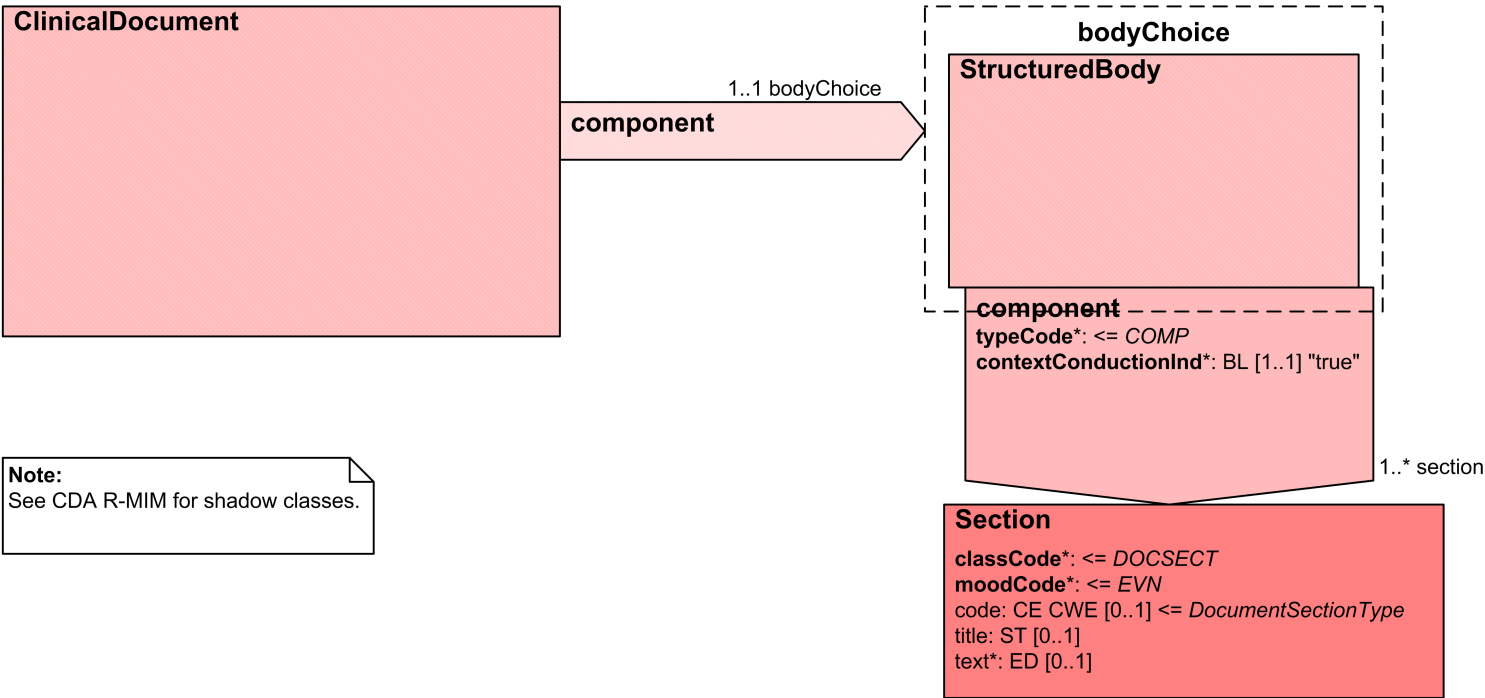 ClinicalDocument
bodyChoice
StructuredBody
1..1 bodyChoice
component
component
typeCode*: <= COMP
contextConductionInd*: BL [1..1] "true"
1..* section
Note:
See CDA R-MIM for shadow classes.
Section
classCode*: <= DOCSECT
moodCode*: <= EVN
code: CE CWE [0..1] <= DocumentSectionType
title: ST [0..1]
text*: ED [0..1]